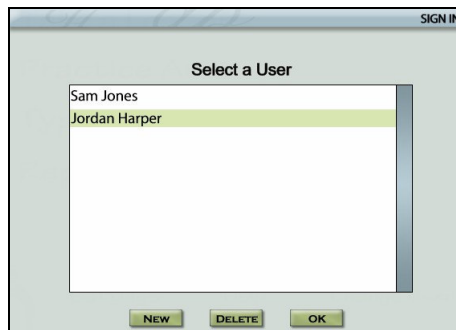 SIGN IN
Select a User
Sam Jones
Jordan Harper
NEW DELETE OK